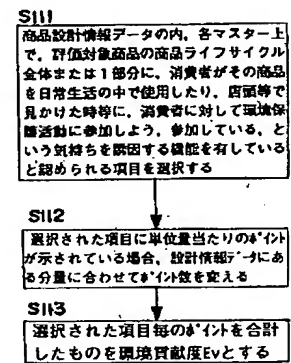 S111
商品設計情報データの内、各マスター上
で、評価対象商品の商品ライフサイクル
全体または1部分に、消費者がその商品
を日常生活の中で使用したり、店頭等で
見かけた時等に、消費者に対して環境保
護活動に参加しよう、参加している、と
いう気持ちを誘因する機能を有している
と認められる項目を選択する
S112
選択された項目に単位量当たりのポイント
が示されている場合、設計情報データにあ
る分量に合わせてポイント数を変える
S113
選択された項目毎のポイントを合計
したものを環境貢献度Evとする